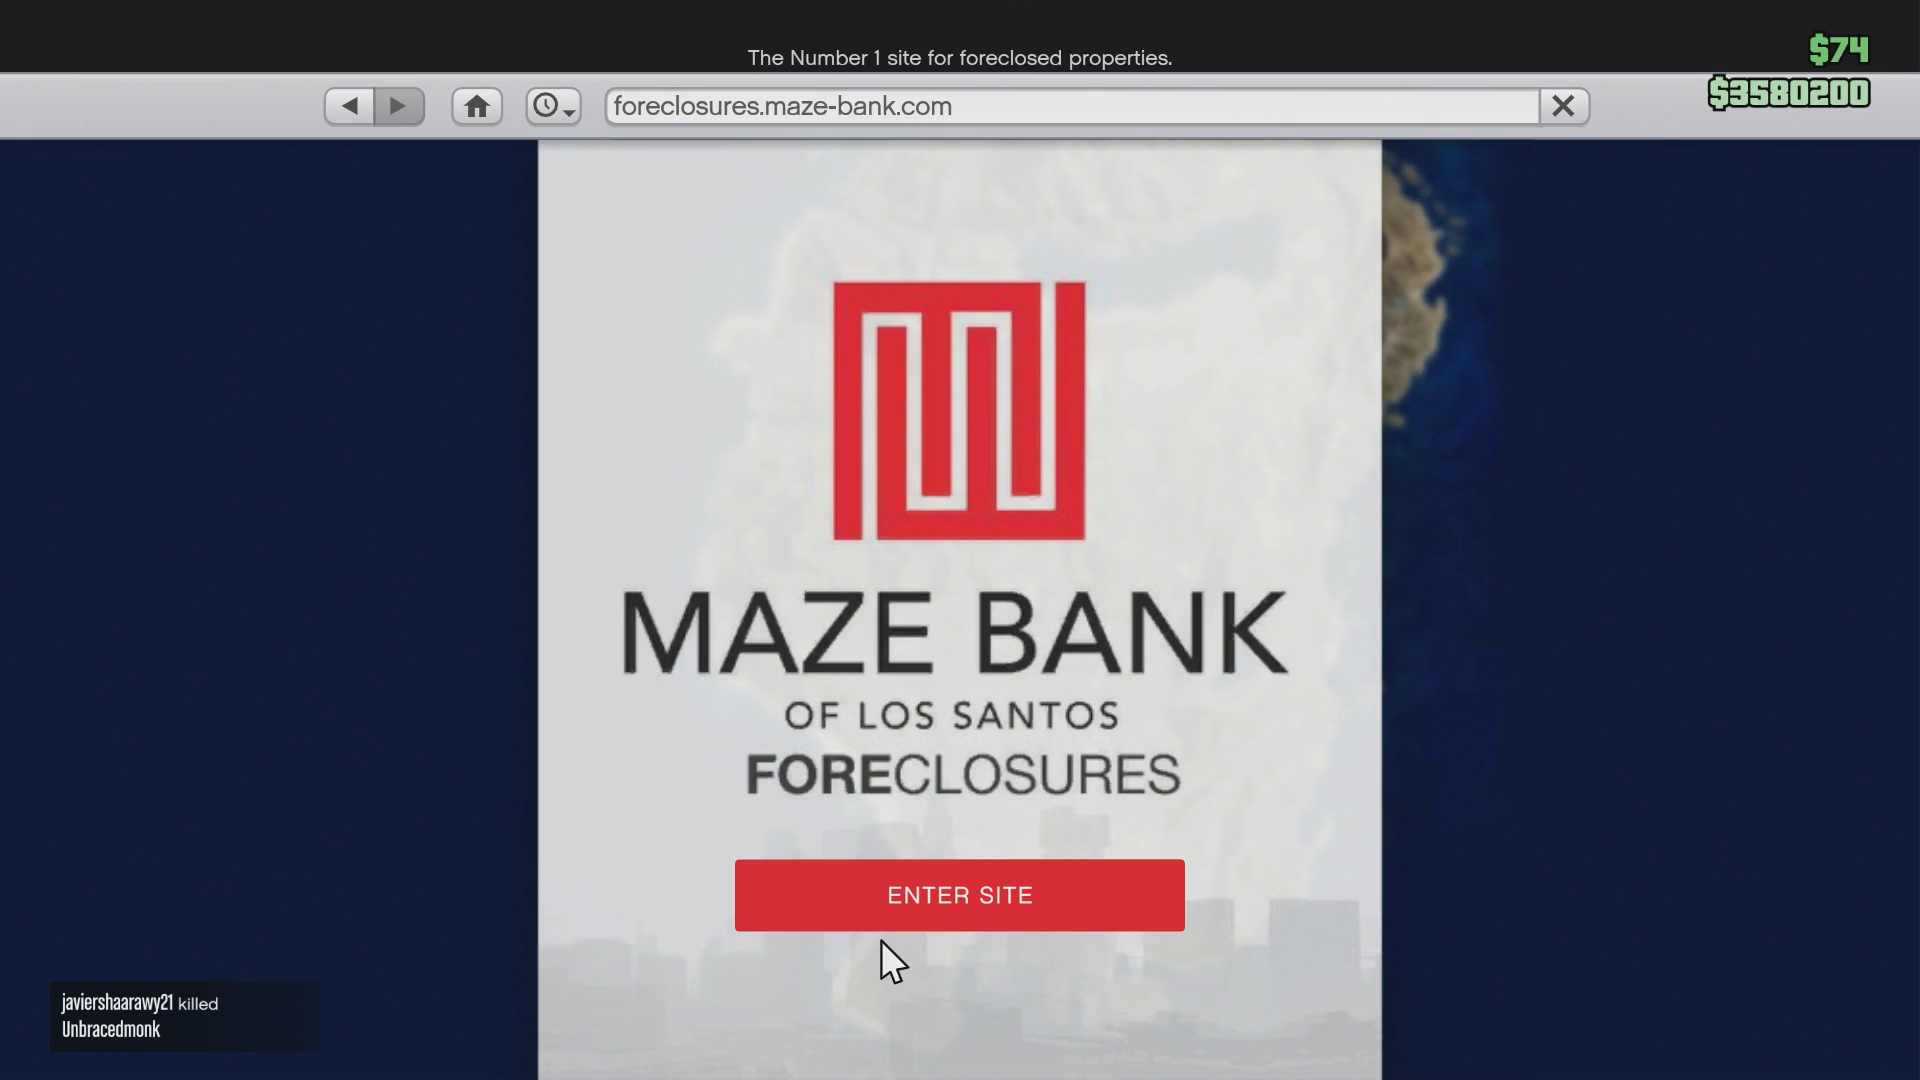 The Number 1 site for foreclosed properties.
$74
$3580200
foreclosures.maze-bank.com
MAZE BANK
OF LOS SANTOS
FORECLOSURES
ENTER SITE
javiershaarawy21 killed
Unbracedmonk